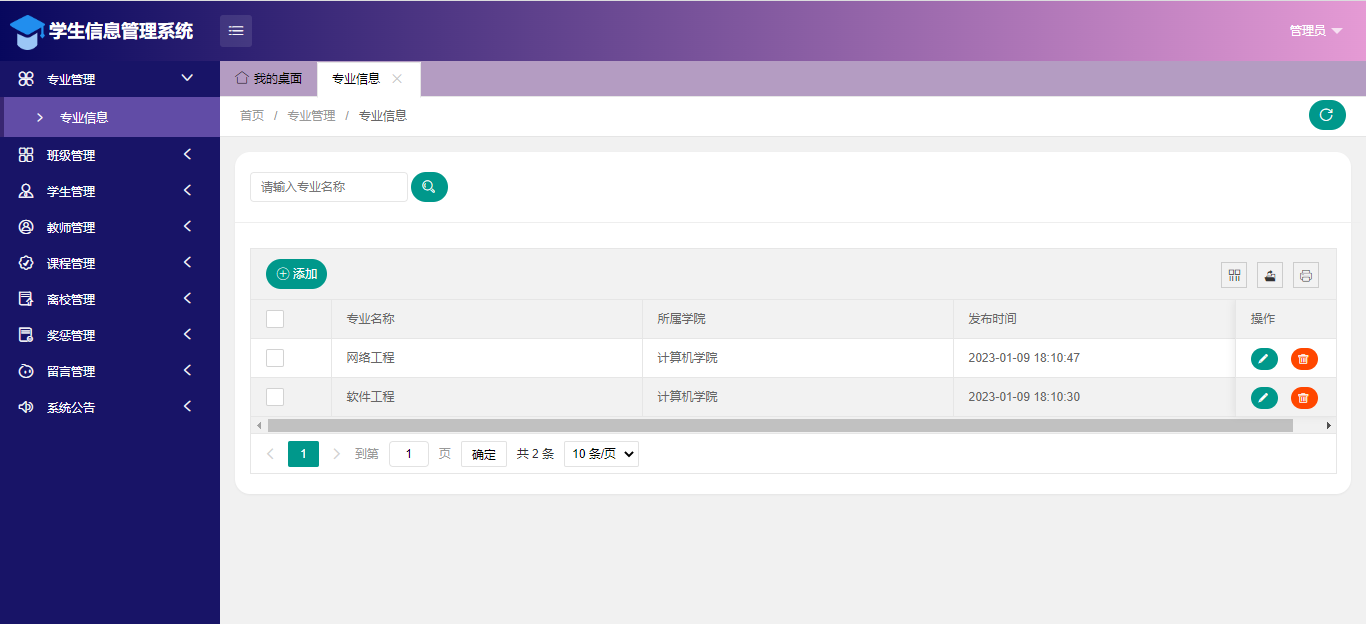 学生信息管理系统
管理员
专业管理
专业信息
班级管理
学生管理
教师管理
课程管理
离校管理
奖惩管理
留言管理
系统公告
我的桌面 专业信息
首页 / 专业管理 / 专业信息
请输入专业名称
添加
专业名称 所属学院 发布时间 操作
网络工程 计算机学院 2023-01-09 18:10:47
软件工程 计算机学院 2023-01-09 18:10:30
1 到第 1 页 确定 共 2 条 10 条/页